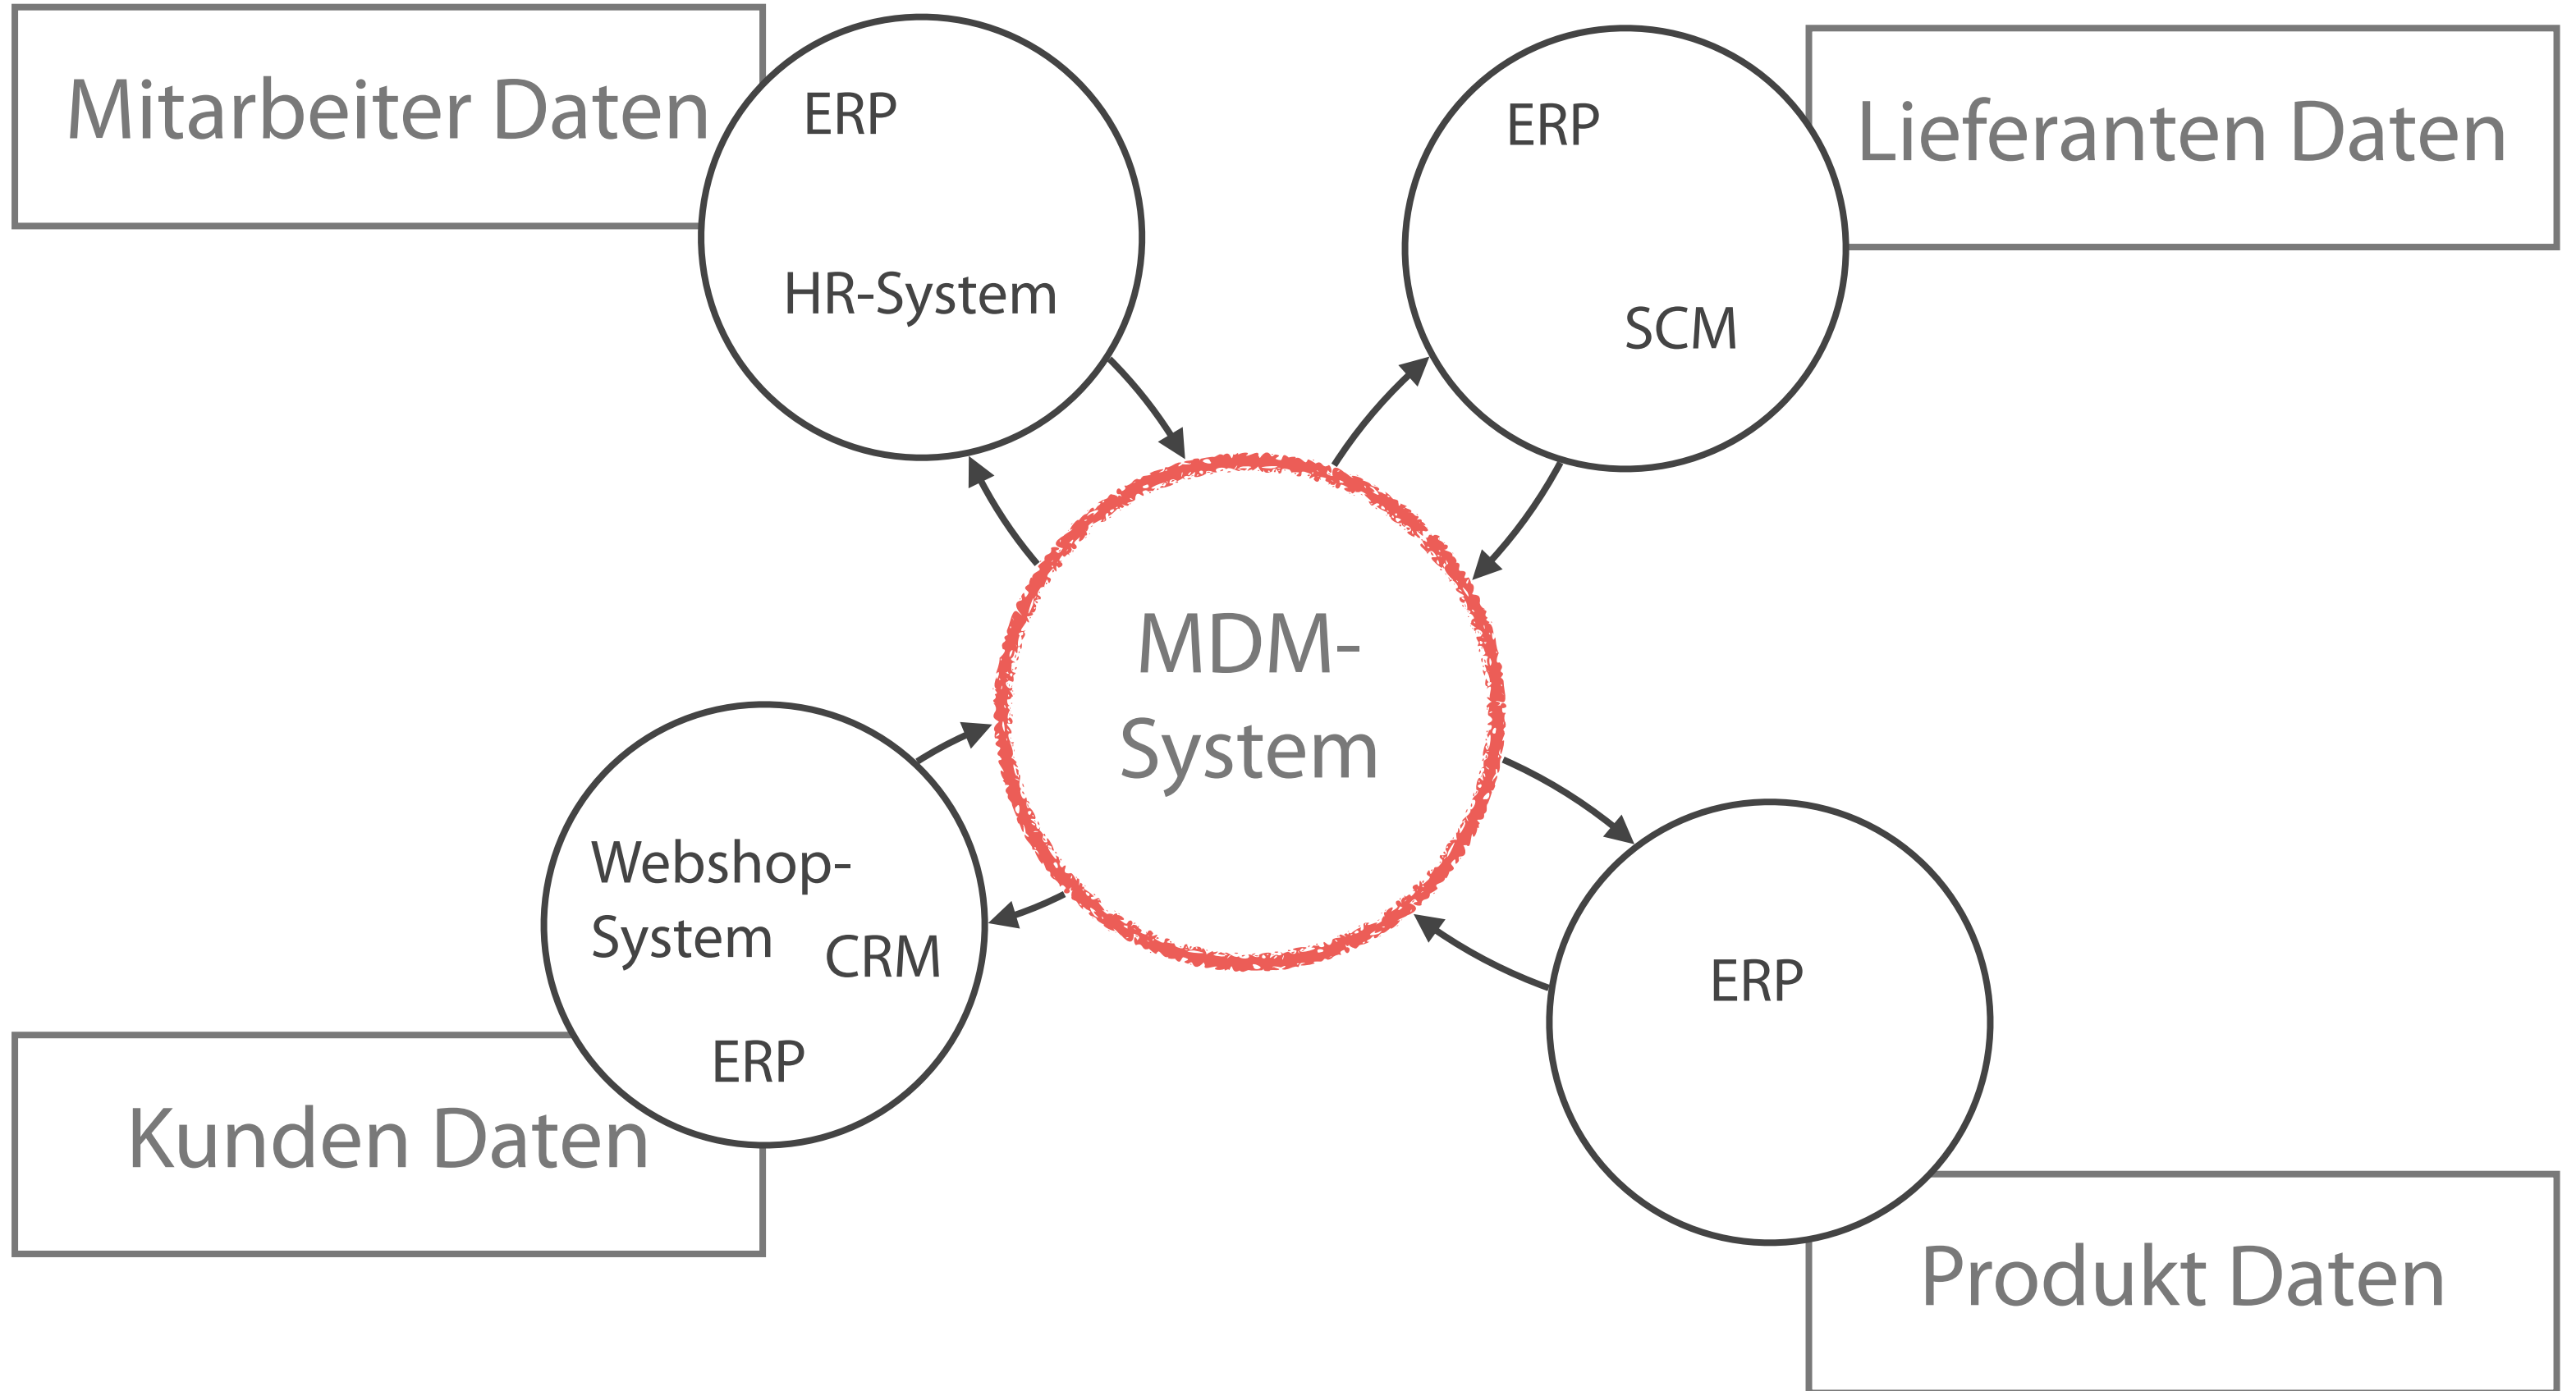 Mitarbeiter Daten
ERP
HR-System
ERP
SCM
Lieferanten Daten
MDM-
System
Webshop-
System
CRM
ERP
Kunden Daten
ERP
Produkt Daten